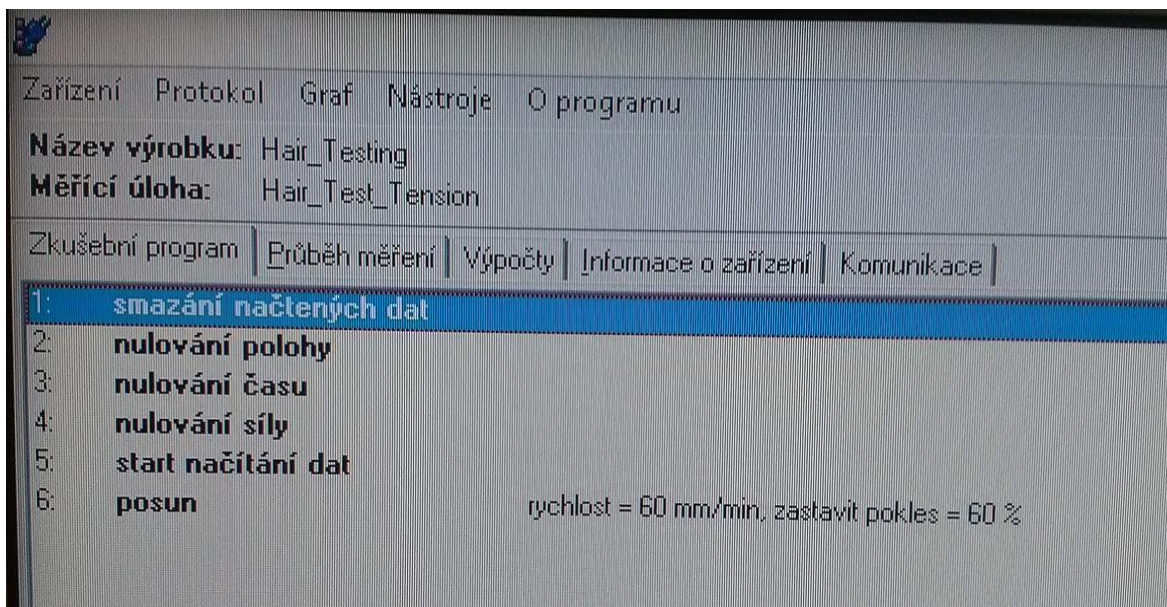 Zařízení Protokol Graf Nástroje O programu
Název výrobku: Hair_Testing
Měřící úloha: Hair_Test_Tension
Zkušební program Průběh měření Výpočty Informace o zařízení Komunikace
1: smazání načtených dat
2: nulování polohy
3: nulování času
4: nulování síly
5: start načítání dat
6: posun rychlost = 60 mm/min, zastavit pokles = 60 %